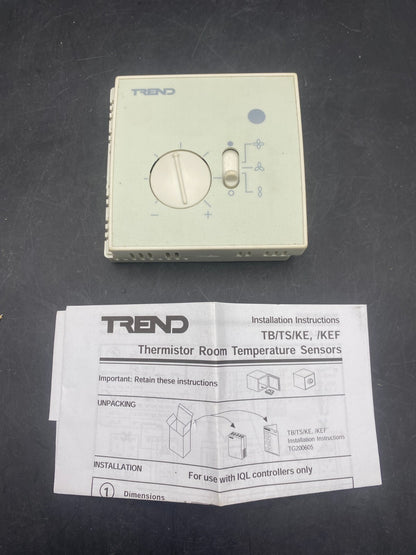 TREND
− +
TREND
Installation Instructions
TB/TS/KE, /KEF
Thermistor Room Temperature Sensors
Important: Retain these instructions
UNPACKING
TB/TS/KE, /KEF
Installation Instructions
TG200605
INSTALLATION
For use with IQL controllers only
1 Dimensions